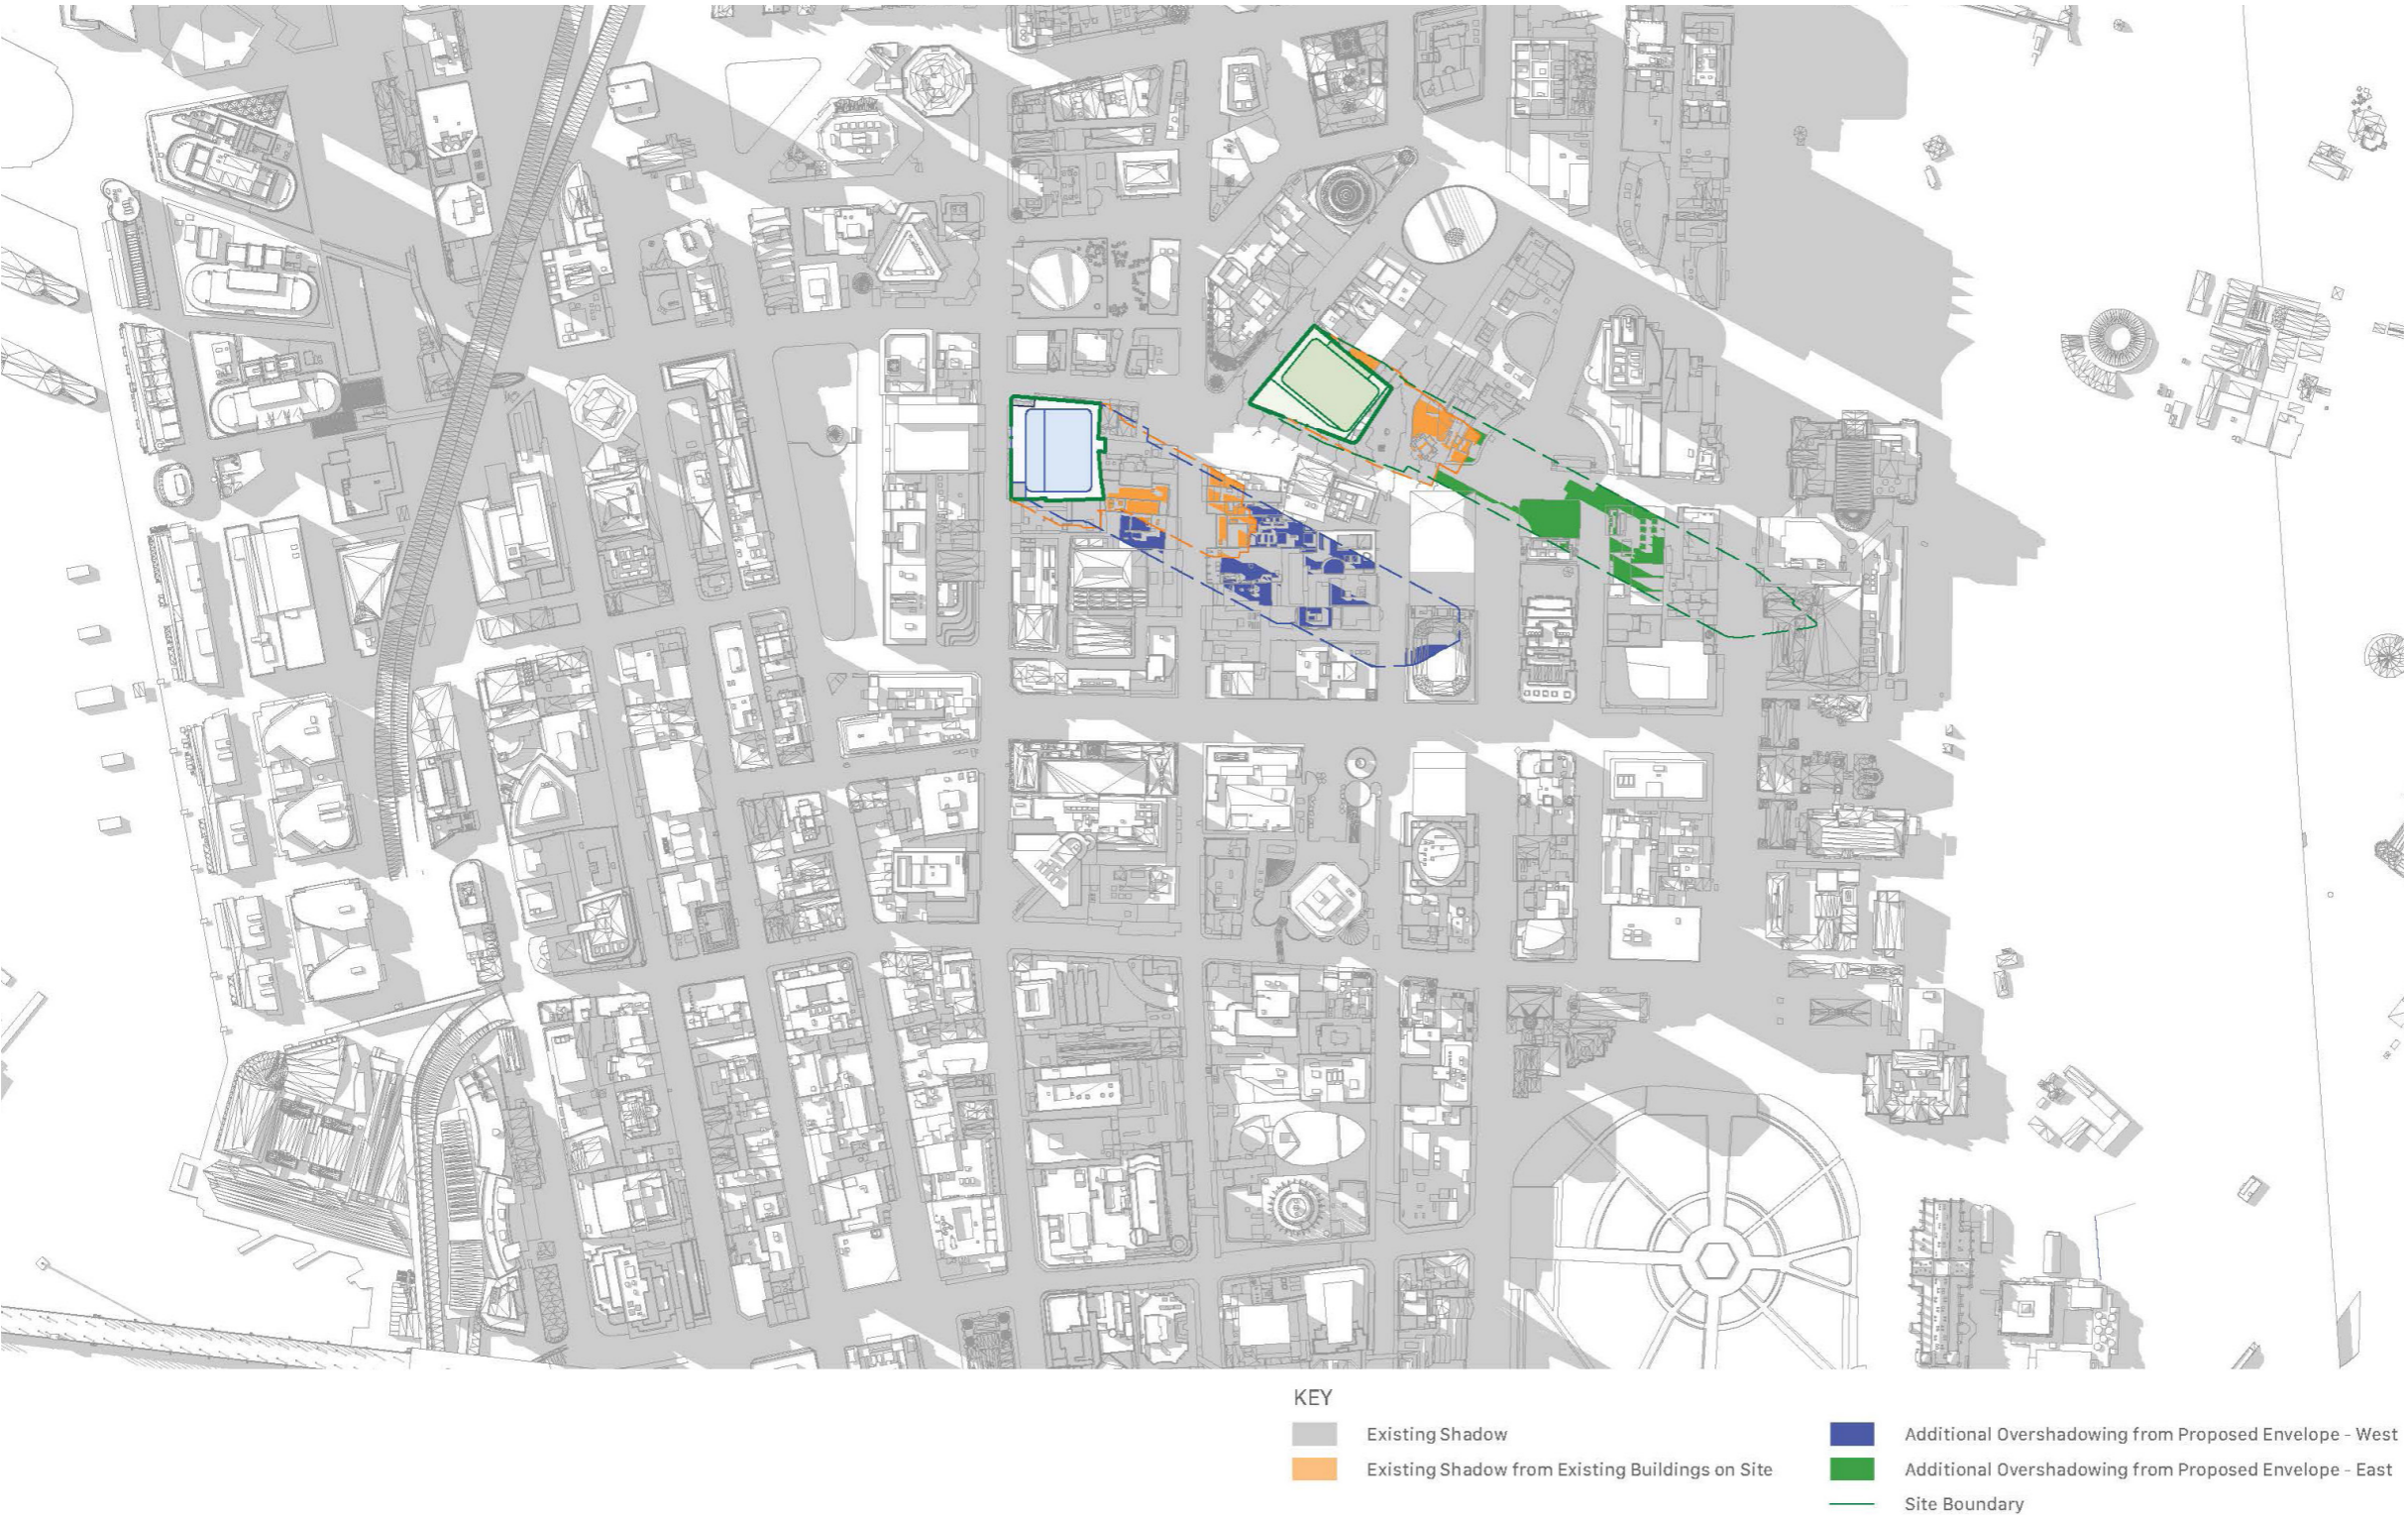 KEY
Existing Shadow
Existing Shadow from Existing Buildings on Site
Additional Overshadowing from Proposed Envelope - West
Additional Overshadowing from Proposed Envelope - East
Site Boundary